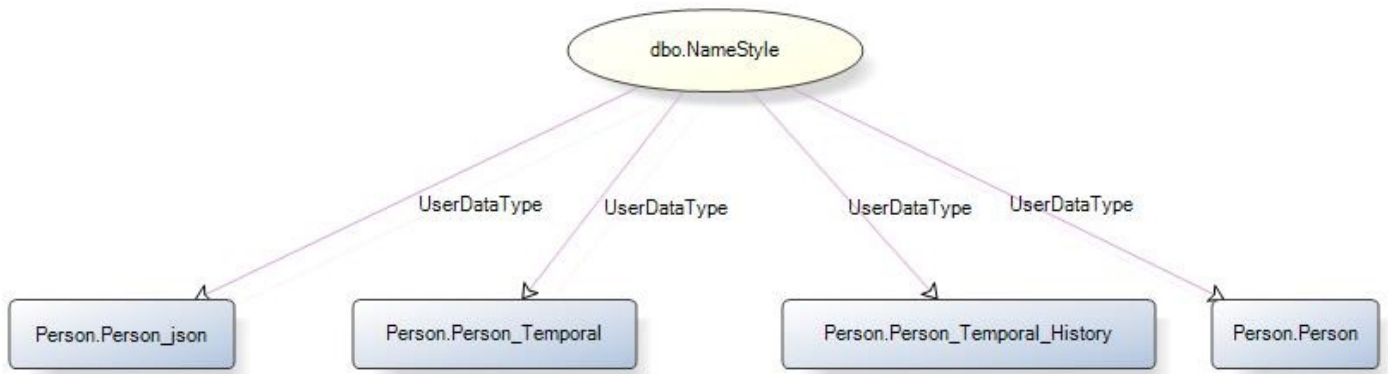 dbo.NameStyle
UserDataType
UserDataType
UserDataType
UserDataType
Person.Person_json
Person.Person_Temporal
Person.Person_Temporal_History
Person.Person